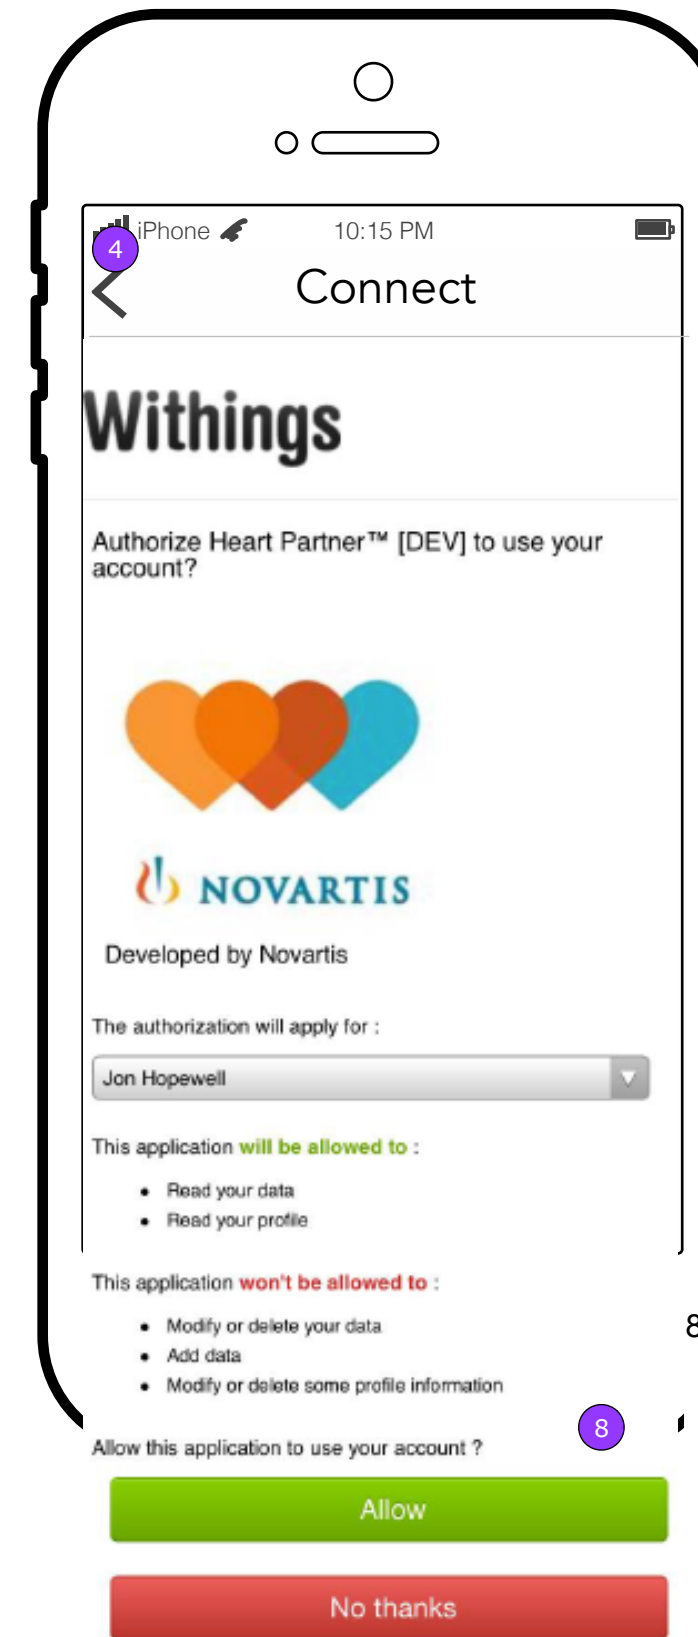 iPhone 10:15 PM
4
Connect
Withings
Authorize Heart Partner™ [DEV] to use your
account?
NOVARTIS
Developed by Novartis
The authorization will apply for :
Jon Hopewell
This application will be allowed to :
• Read your data
• Read your profile
This application won't be allowed to :
• Modify or delete your data
8
• Add data
• Modify or delete some profile information
8
Allow this application to use your account ?
Allow
No thanks